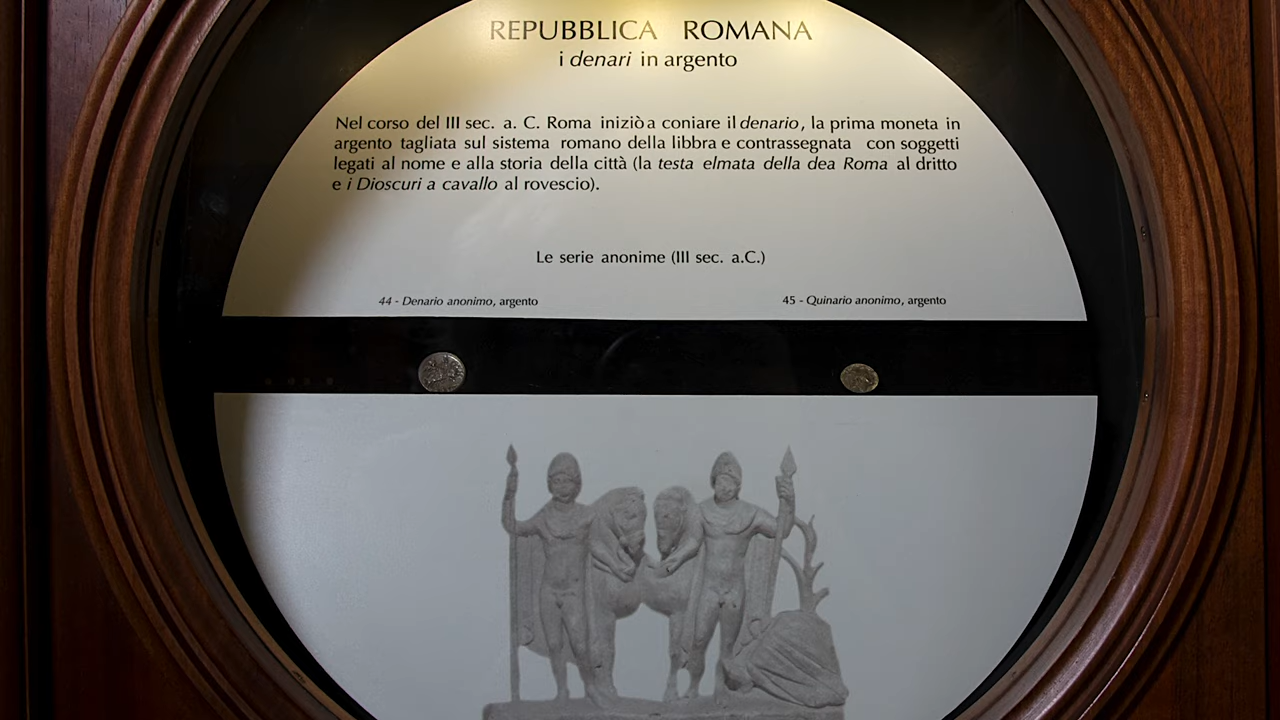 REPUBBLICA ROMANA
i denari in argento
Nel corso del III sec. a. C. Roma iniziò a coniare il denario, la prima moneta in
argento tagliata sul sistema romano della libbra e contrassegnata con soggetti
legati al nome e alla storia della città (la testa elmata della dea Roma al dritto
e i Dioscuri a cavallo al rovescio).
Le serie anonime (III sec. a.C.)
44 - Denario anonimo, argento
45 - Quinario anonimo, argento